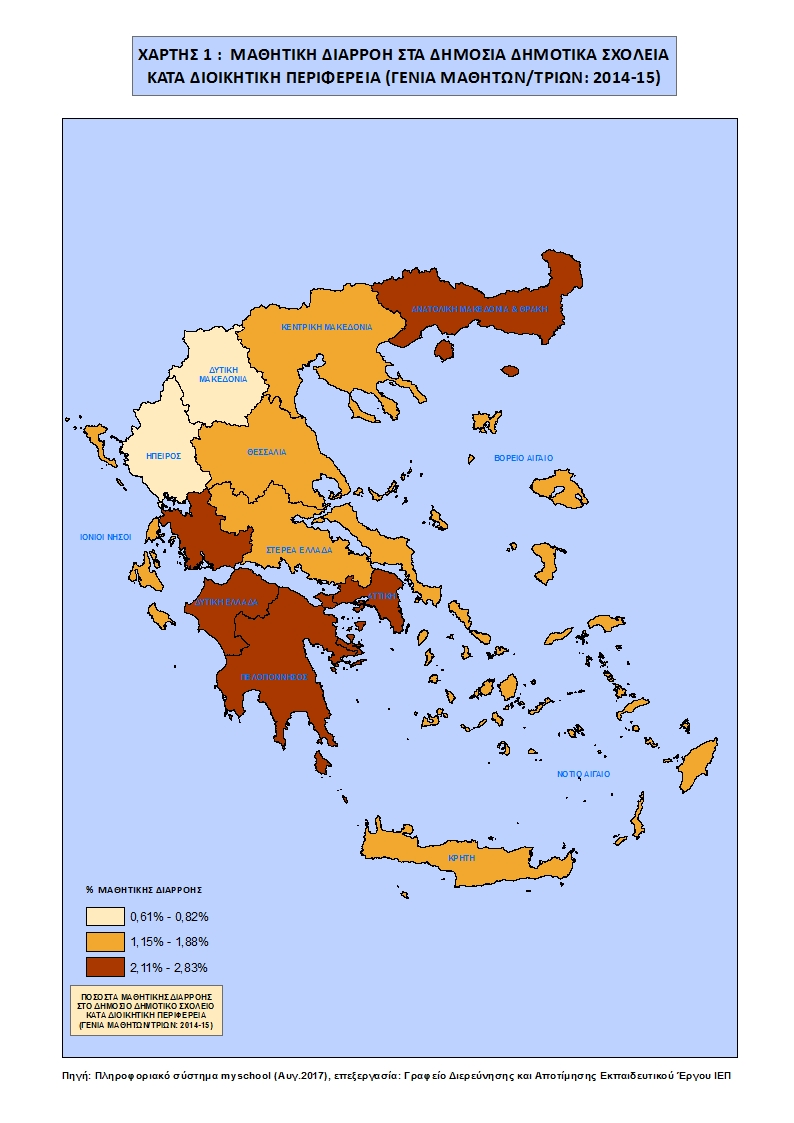 ΧΑΡΤΗΣ 1 : ΜΑΘΗΤΙΚΗ ΔΙΑΡΡΟΗ ΣΤΑ ΔΗΜΟΣΙΑ ΔΗΜΟΤΙΚΑ ΣΧΟΛΕΙΑ
ΚΑΤΑ ΔΙΟΙΚΗΤΙΚΗ ΠΕΡΙΦΕΡΕΙΑ (ΓΕΝΙΑ ΜΑΘΗΤΩΝ/ΤΡΙΩΝ: 2014-15)
ΑΝΑΤΟΛΙΚΗ ΜΑΚΕΔΟΝΙΑ & ΘΡΑΚΗ
ΚΕΝΤΡΙΚΗ ΜΑΚΕΔΟΝΙΑ
ΔΥΤΙΚΗ
ΜΑΚΕΔΟΝΙΑ
ΗΠΕΙΡΟΣ
ΘΕΣΣΑΛΙΑ
ΒΟΡΕΙΟ ΑΙΓΑΙΟ
ΙΟΝΙΟΙ ΝΗΣΟΙ
ΣΤΕΡΕΑ ΕΛΛΑΔΑ
ΔΥΤΙΚΗ ΕΛΛΑΔΑ
ΑΤΤΙΚΗ
ΠΕΛΟΠΟΝΝΗΣΟΣ
ΝΟΤΙΟ ΑΙΓΑΙΟ
ΚΡΗΤΗ
% ΜΑΘΗΤΙΚΗΣ ΔΙΑΡΡΟΗΣ
0,61% - 0,82%
1,15% - 1,88%
2,11% - 2,83%
ΠΟΣΟΣΤΑ ΜΑΘΗΤΙΚΗΣ ΔΙΑΡΡΟΗΣ
ΣΤΟ ΔΗΜΟΣΙΟ ΔΗΜΟΤΙΚΟ ΣΧΟΛΕΙΟ
ΚΑΤΑ ΔΙΟΙΚΗΤΙΚΗ ΠΕΡΙΦΕΡΕΙΑ
(ΓΕΝΙΑ ΜΑΘΗΤΩΝ/ΤΡΙΩΝ: 2014-15)
Πηγή: Πληροφοριακό σύστημα myschool (Αυγ.2017), επεξεργασία: Γραφείο Διερεύνησης και Αποτίμησης Εκπαιδευτικού Έργου ΙΕΠ